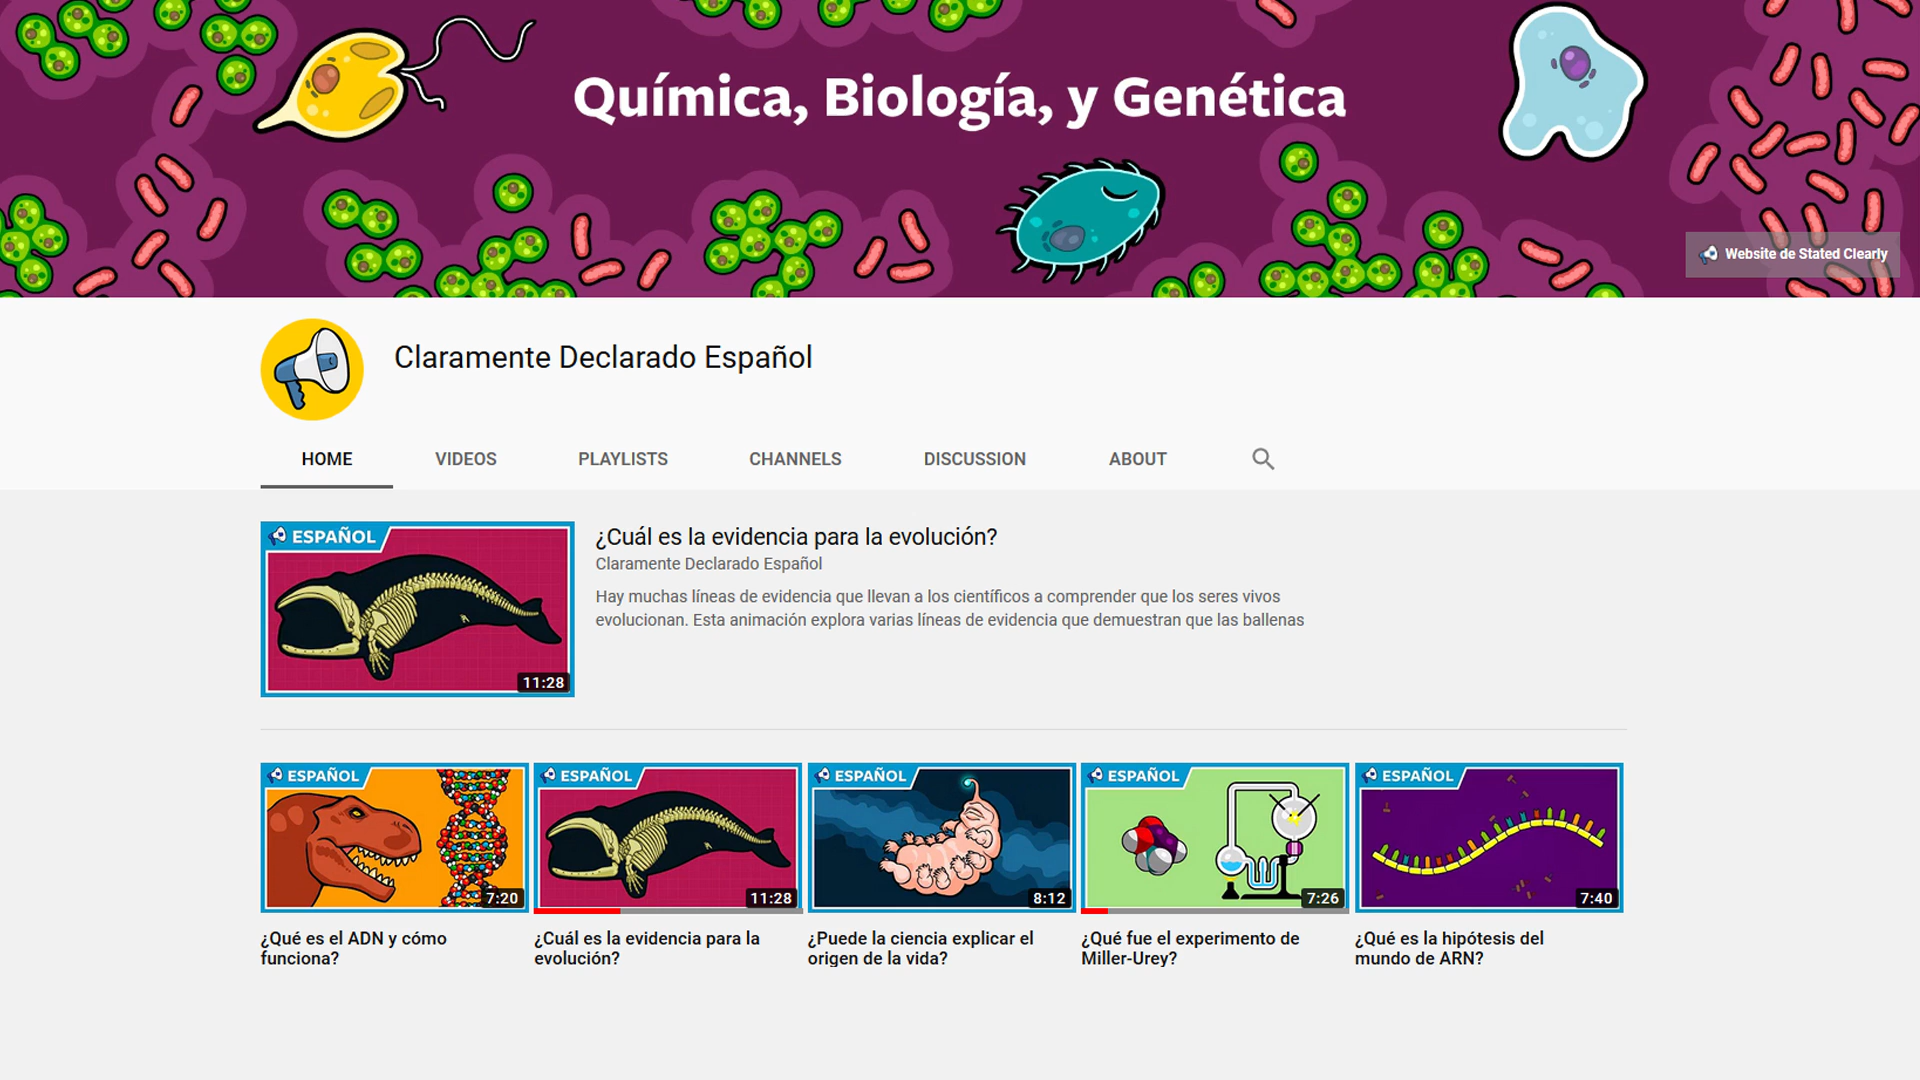 Química, Biología, y Genética
Website de Stated Clearly
Claramente Declarado Español
HOME
VIDEOS
PLAYLISTS
CHANNELS
DISCUSSION
ABOUT
ESPAÑOL
11:28
¿Cuál es la evidencia para la evolución?
Claramente Declarado Español
Hay muchas líneas de evidencia que llevan a los científicos a comprender que los seres vivos
evolucionan. Esta animación explora varias líneas de evidencia que demuestran que las ballenas
ESPAÑOL
7:20
¿Qué es el ADN y cómo
funciona?
ESPAÑOL
11:28
¿Cuál es la evidencia para la
evolución?
ESPAÑOL
8:12
¿Puede la ciencia explicar el
origen de la vida?
ESPAÑOL
7:26
¿Qué fue el experimento de
Miller-Urey?
ESPAÑOL
7:40
¿Qué es la hipótesis del
mundo de ARN?